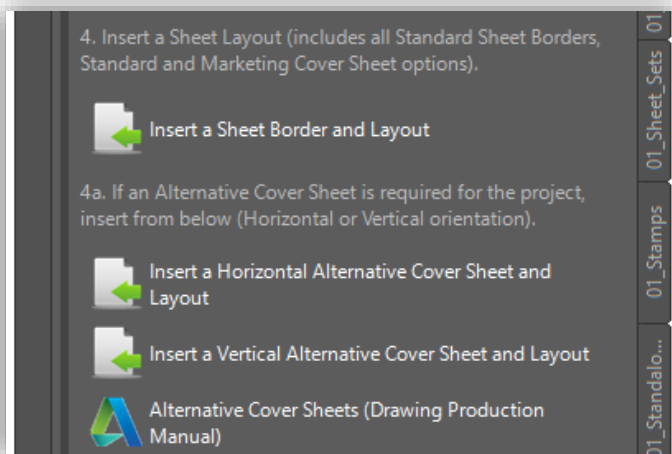 4. Insert a Sheet Layout (includes all Standard Sheet Borders,
Standard and Marketing Cover Sheet options).
Insert a Sheet Border and Layout
4a. If an Alternative Cover Sheet is required for the project,
insert from below (Horizontal or Vertical orientation).
Insert a Horizontal Alternative Cover Sheet and
Layout
Insert a Vertical Alternative Cover Sheet and Layout
Alternative Cover Sheets (Drawing Production
Manual)
01_
01_Sheet_Sets
01_Stamps
01_Standalo...